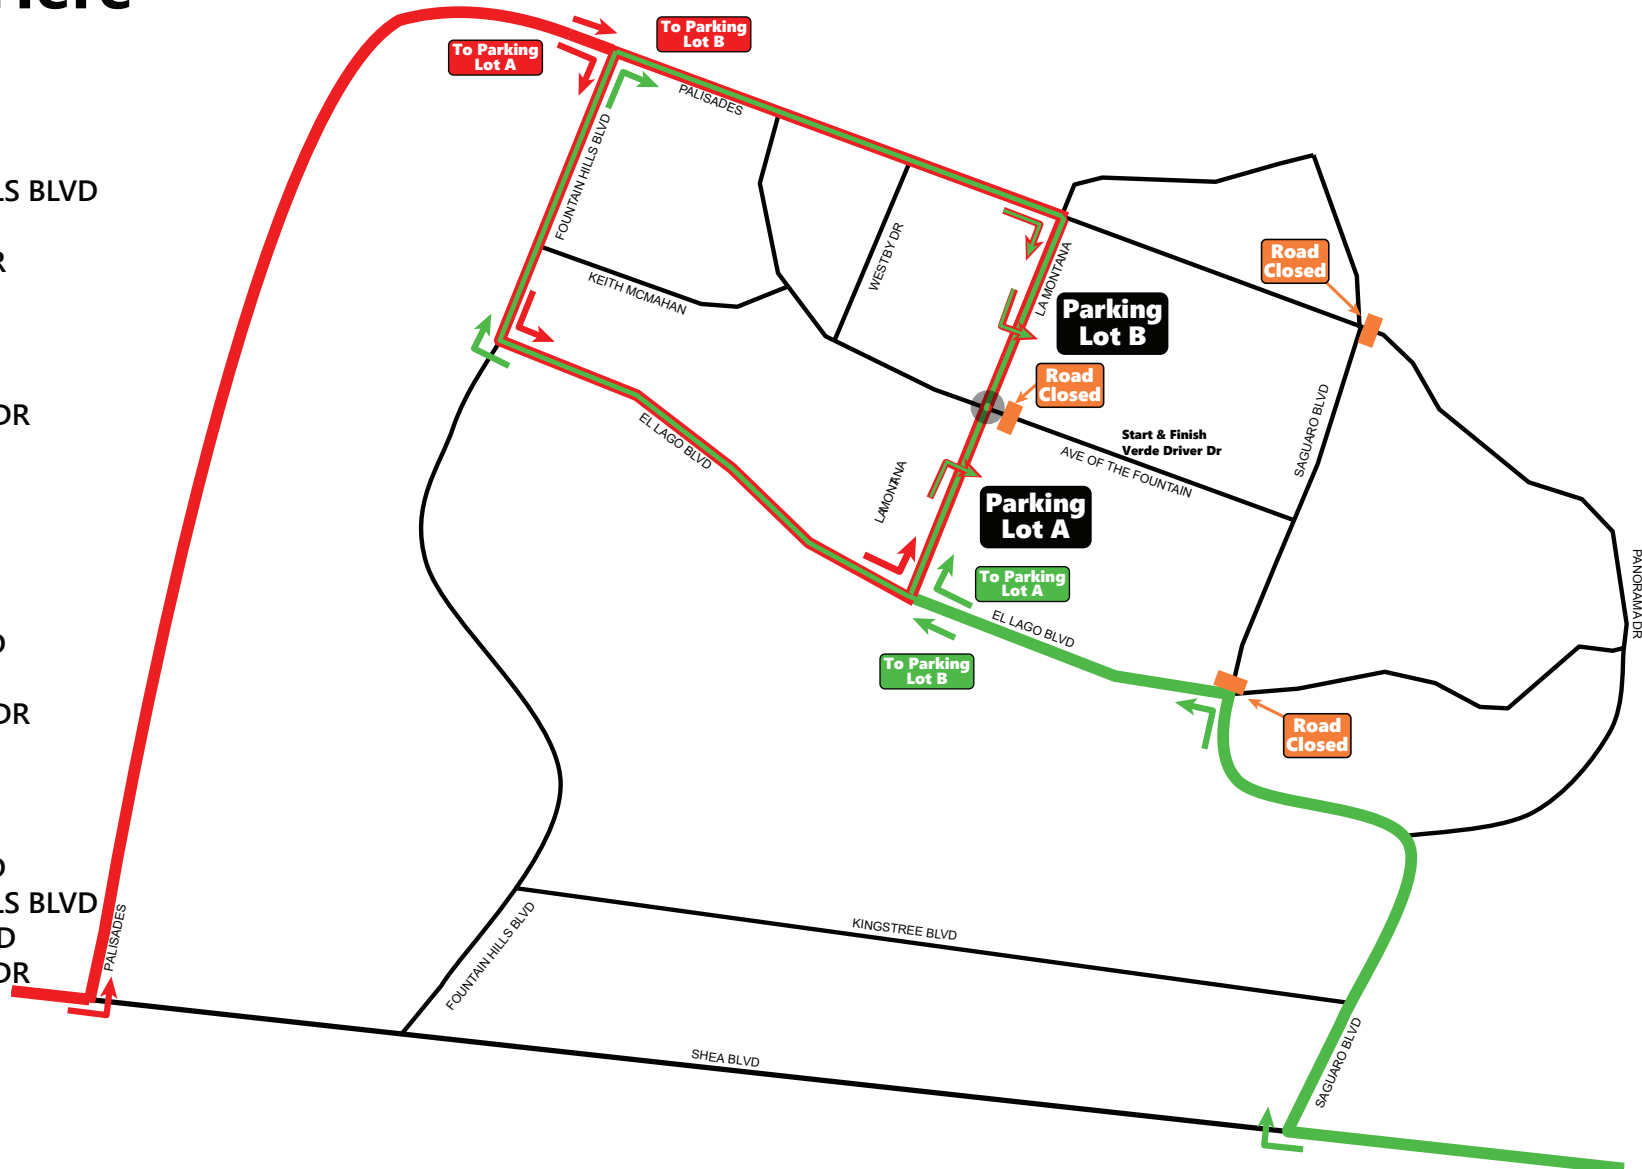 Here
To Parking
Lot B
To Parking
Lot A
PALISADES
FOUNTAIN HILLS BLVD
LS BLVD
R
WESTBY DR
LA MONTANA
KEITH MCMAHAN
Road
Closed
Parking
Lot B
Road
Closed
SAGUARO BLVD
DR
EL LAGO BLVD
Start & Finish
Verde Driver Dr
AVE OF THE FOUNTAIN
LAMONTANA
Parking
Lot A
To Parking
Lot A
PANORAMA DR
EL LAGO BLVD
D
To Parking
Lot B
DR
Road
Closed
D
LS BLVD
D
DR
PALISADES
FOUNTAIN HILLS BLVD
KINGSTREE BLVD
SHEA BLVD
SAGUARO BLVD